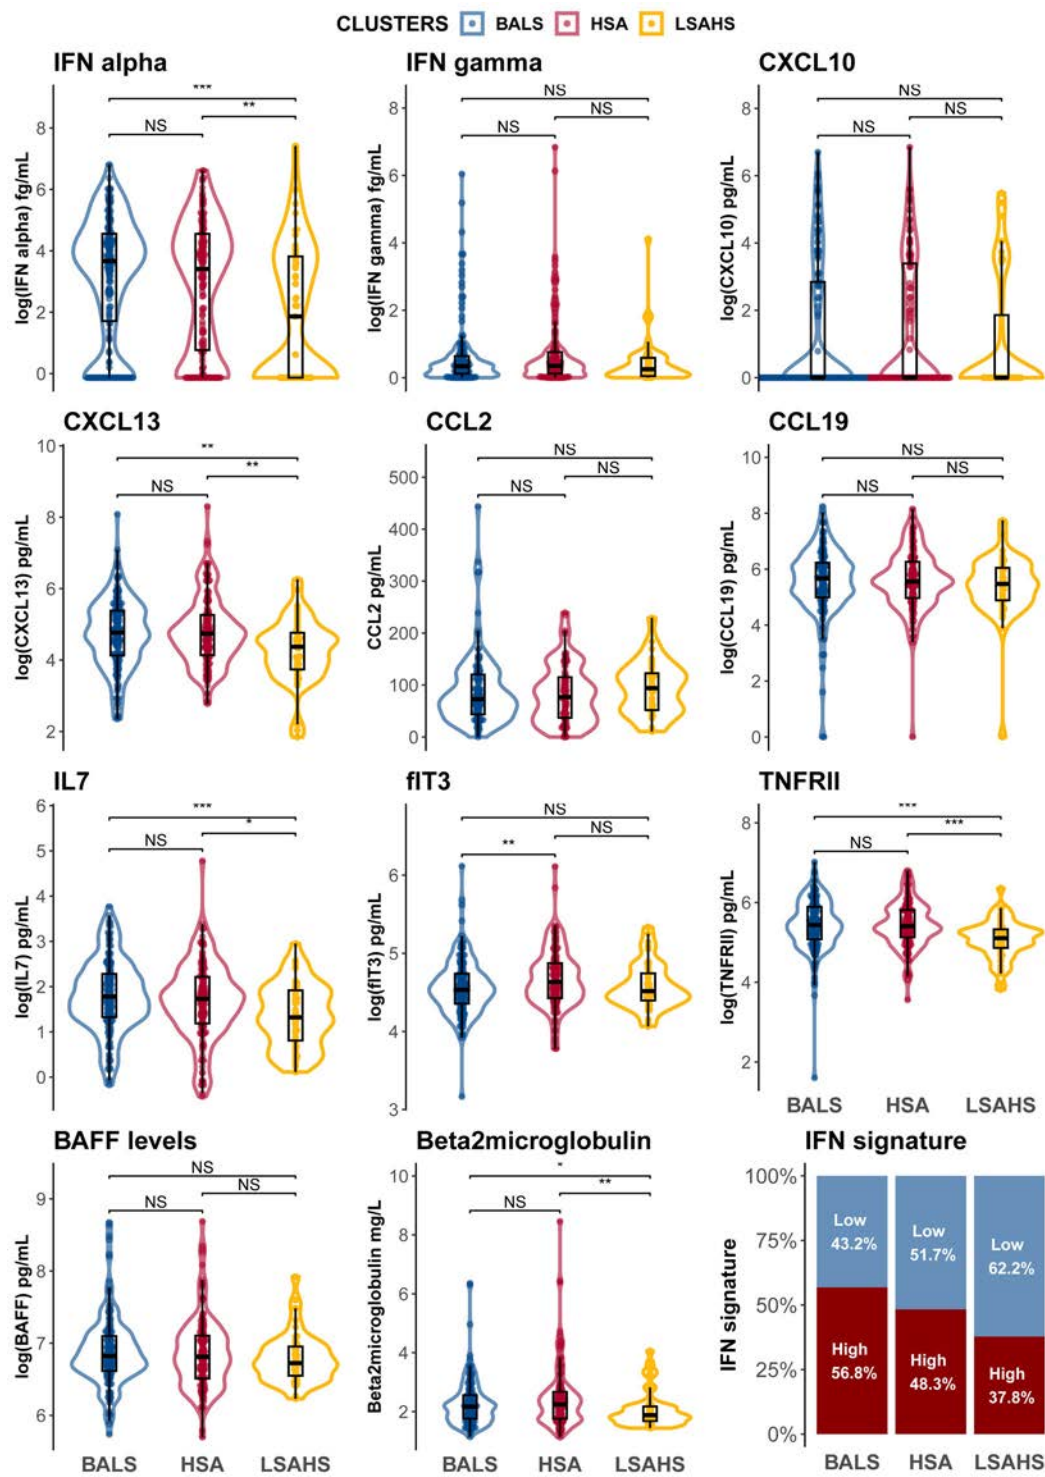 CLUSTERS BALS HSA LSAHS
IFN alpha
log(IFN alpha) fg/mL
8
6
4
2
0
***
**
NS
IFN gamma
log(IFN gamma) fg/mL
8
6
4
2
0
NS
NS
NS
CXCL10
log(CXCL10) pg/mL
8
6
4
2
0
NS
NS
NS
CXCL13
log(CXCL13) pg/mL
10
8
6
4
2
**
**
NS
CCL2
CCL2 pg/mL
500
400
300
200
100
0
NS
NS
NS
CCL19
log(CCL19) pg/mL
10
8
6
4
2
0
NS
NS
NS
IL7
log(IL7) pg/mL
6
5
4
3
2
1
0
***
*
NS
flT3
log(flT3) pg/mL
6
5
4
3
NS
NS
**
TNFRII
log(TNFRII) pg/mL
8
6
4
2
***
***
NS
BALS HSA LSAHS
BAFF levels
log(BAFF) pg/mL
9
8
7
6
NS
NS
NS
BALS HSA LSAHS
Beta2microglobulin
Beta2microglobulin mg/L
10
8
6
4
2
*
**
NS
BALS HSA LSAHS
IFN signature
IFN signature
100%
75%
50%
25%
0%
Low
43.2%
High
56.8%
Low
51.7%
High
48.3%
Low
62.2%
High
37.8%
BALS HSA LSAHS